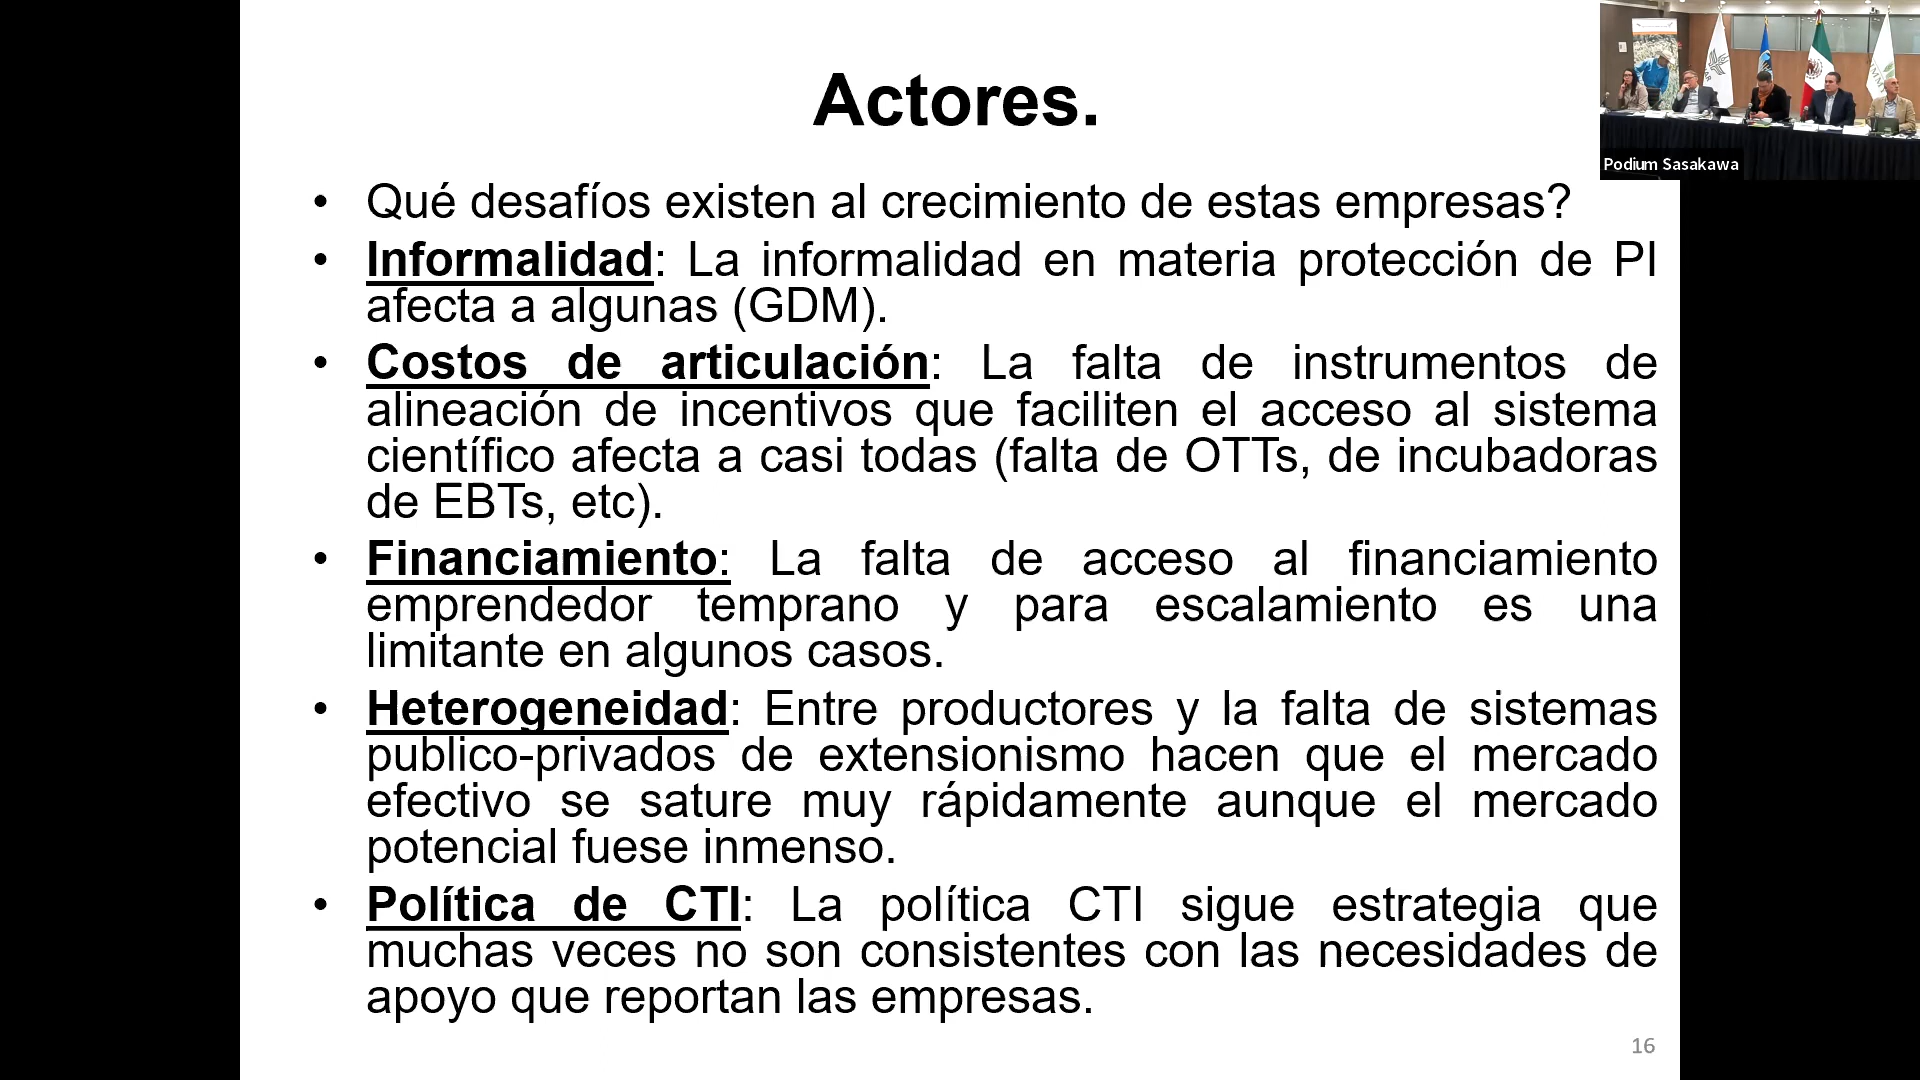 Actores.
Podium Sasakawa
• Qué desafíos existen al crecimiento de estas empresas?
• Informalidad: La informalidad en materia protección de PI
afecta a algunas (GDM).
• Costos de articulación: La falta de instrumentos de
alineación de incentivos que faciliten el acceso al sistema
científico afecta a casi todas (falta de OTTs, de incubadoras
de EBTs, etc).
• Financiamiento: La falta de acceso al financiamiento
emprendedor temprano y para escalamiento es una
limitante en algunos casos.
• Heterogeneidad: Entre productores y la falta de sistemas
publico-privados de extensionismo hacen que el mercado
efectivo se sature muy rápidamente aunque el mercado
potencial fuese inmenso.
• Política de CTI: La política CTI sigue estrategia que
muchas veces no son consistentes con las necesidades de
apoyo que reportan las empresas.
16